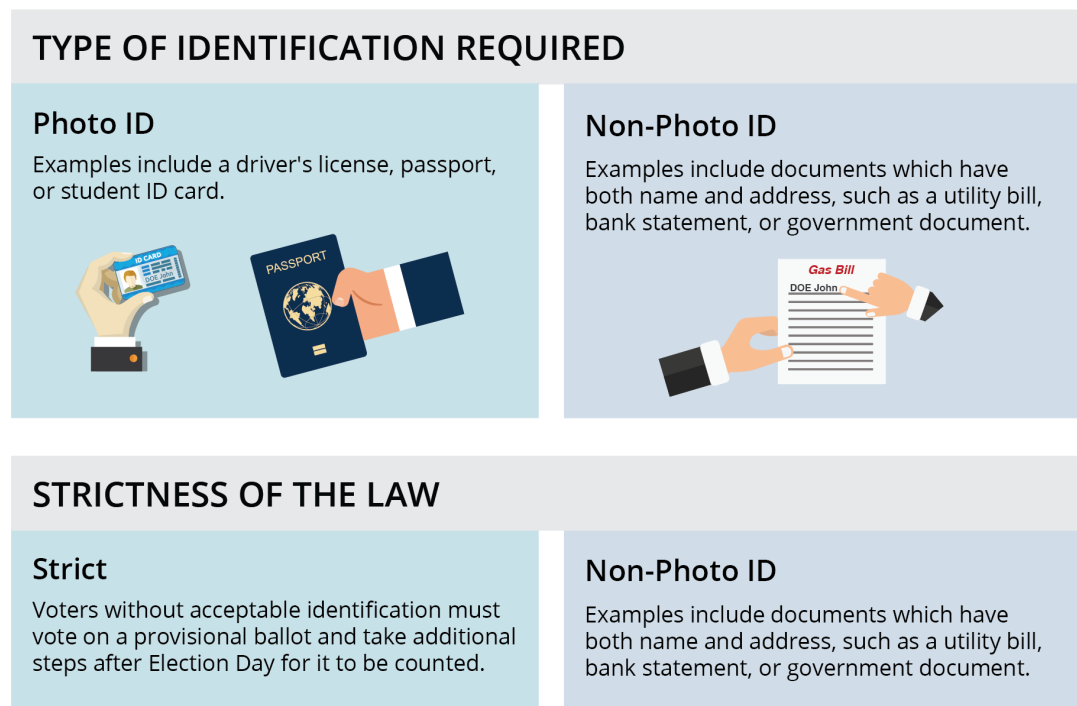 TYPE OF IDENTIFICATION REQUIRED
Photo ID
Examples include a driver's license, passport,
or student ID card.
ID CARD
DOE John
PASSPORT
Non-Photo ID
Examples include documents which have
both name and address, such as a utility bill,
bank statement, or government document.
Gas Bill
DOE John
STRICTNESS OF THE LAW
Strict
Voters without acceptable identification must
vote on a provisional ballot and take additional
steps after Election Day for it to be counted.
Non-Photo ID
Examples include documents which have
both name and address, such as a utility bill,
bank statement, or government document.